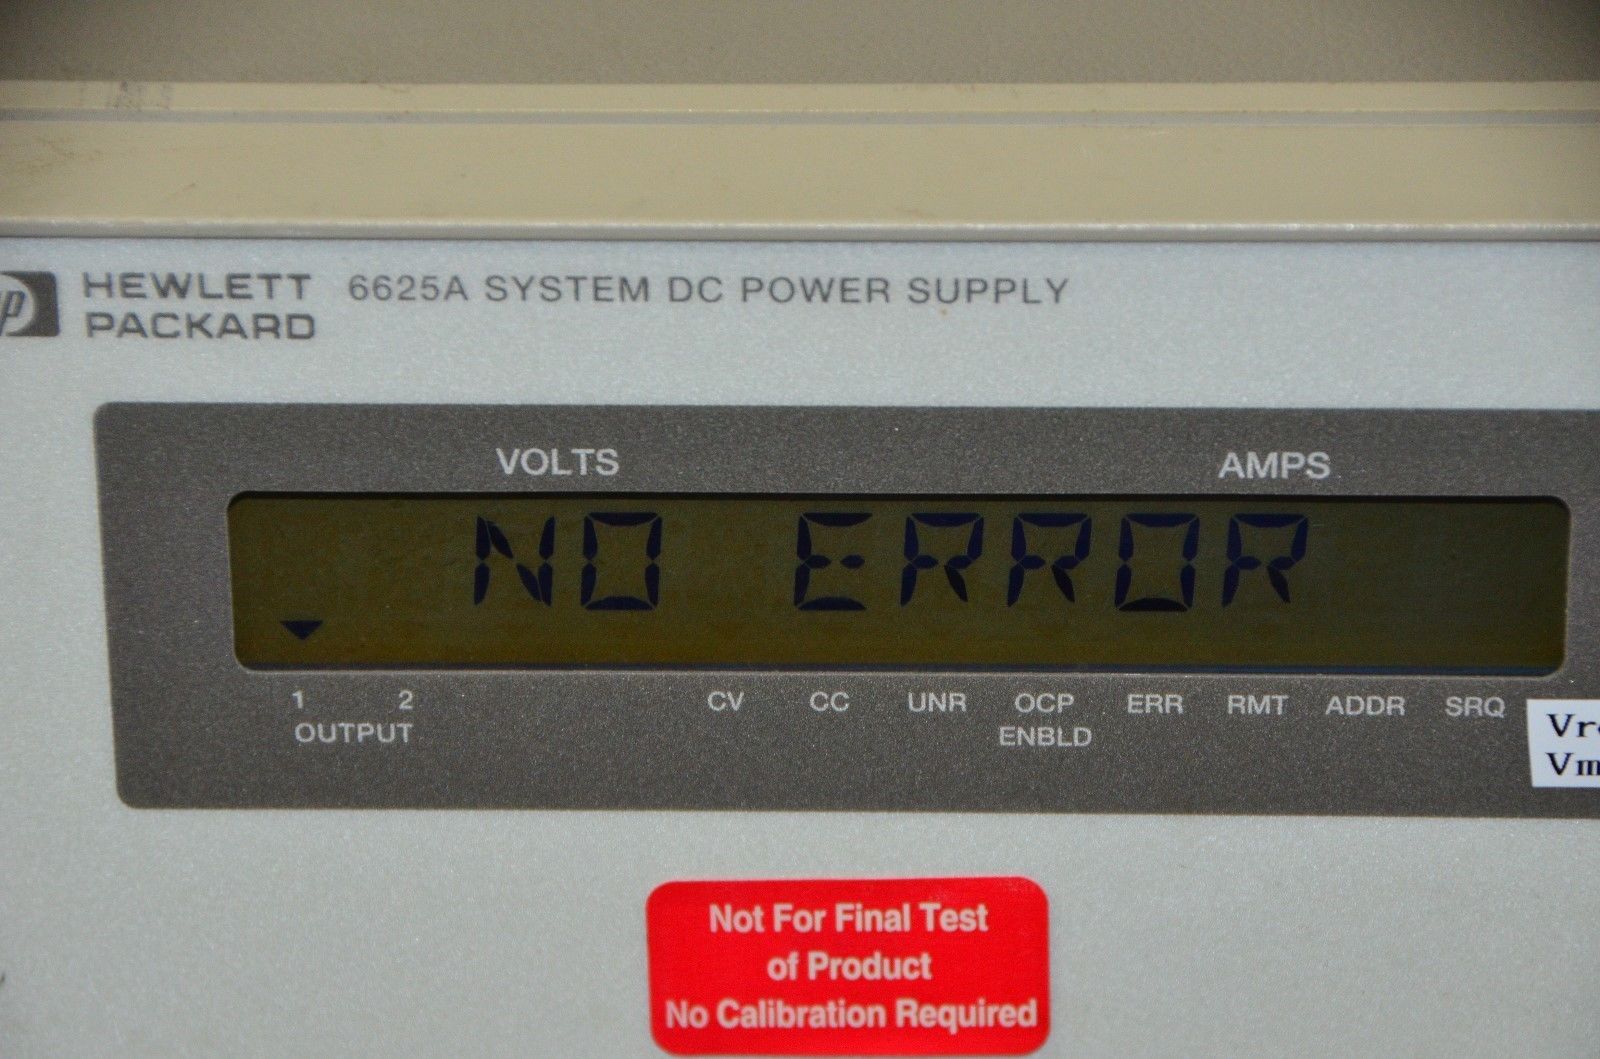 HEWLETT
PACKARD
6625A SYSTEM DC POWER SUPPLY
VOLTS AMPS
NO ERROR
1 2 CV CC UNR OCP ERR RMT ADDR SRQ
OUTPUT ENBLD
Not For Final Test
of Product
No Calibration Required